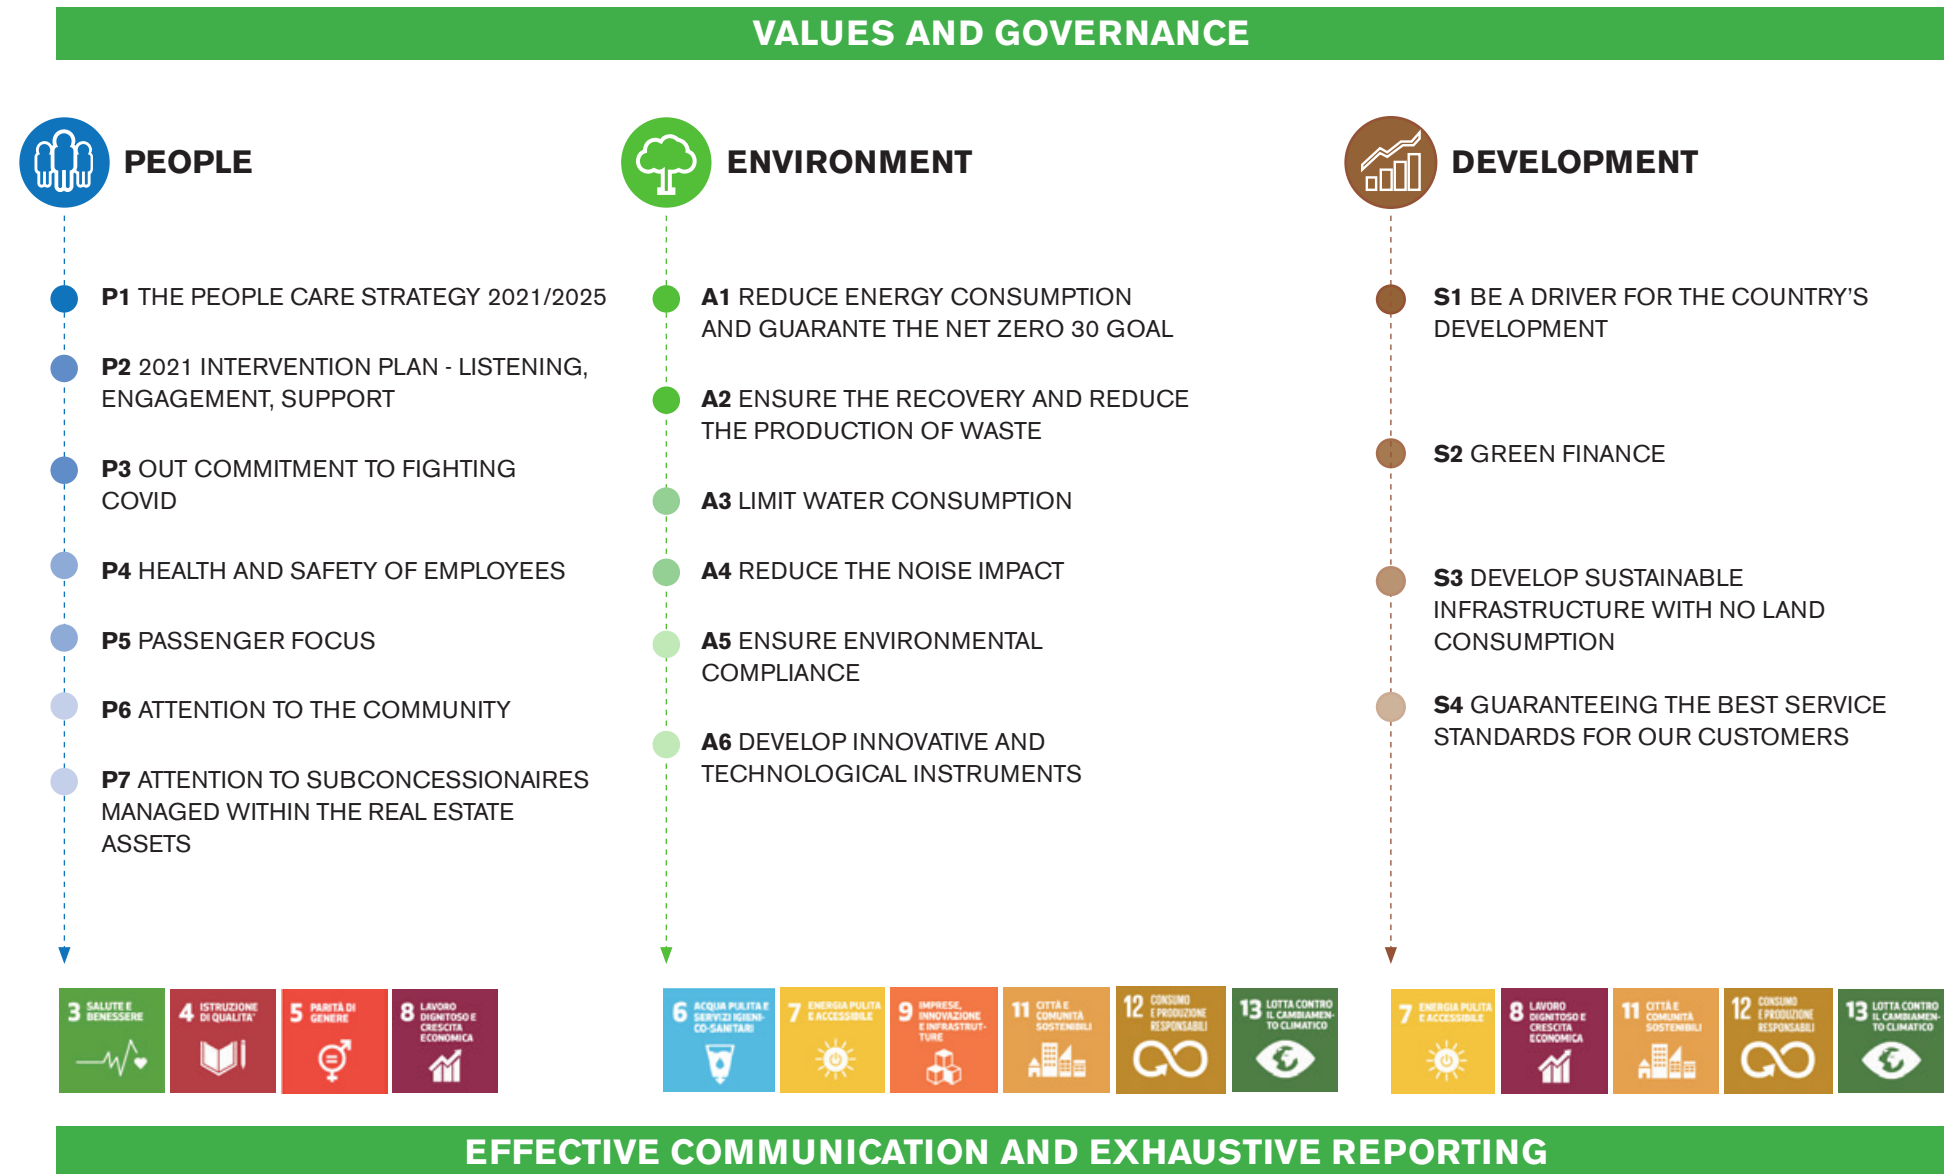 VALUES AND GOVERNANCE
PEOPLE
P1 THE PEOPLE CARE STRATEGY 2021/2025
P2 2021 INTERVENTION PLAN - LISTENING,
ENGAGEMENT, SUPPORT
P3 OUT COMMITMENT TO FIGHTING
COVID
P4 HEALTH AND SAFETY OF EMPLOYEES
P5 PASSENGER FOCUS
P6 ATTENTION TO THE COMMUNITY
P7 ATTENTION TO SUBCONCESSIONAIRES
MANAGED WITHIN THE REAL ESTATE
ASSETS
3 SALUTE E
BENESSERE
4 ISTRUZIONE
DI QUALITA'
5 PARITÀ DI
GENERE
8 LAVORO
DIGNITOSO E
CRESCITA
ECONOMICA
ENVIRONMENT
A1 REDUCE ENERGY CONSUMPTION
AND GUARANTE THE NET ZERO 30 GOAL
A2 ENSURE THE RECOVERY AND REDUCE
THE PRODUCTION OF WASTE
A3 LIMIT WATER CONSUMPTION
A4 REDUCE THE NOISE IMPACT
A5 ENSURE ENVIRONMENTAL
COMPLIANCE
A6 DEVELOP INNOVATIVE AND
TECHNOLOGICAL INSTRUMENTS
6 ACQUA PULITA E
SERVIZI IGIENI-
CO-SANITARI
7 ENERGIA PULITA
E ACCESSIBILE
9 IMPRESE,
INNOVAZIONE
E INFRASTRUT-
TURE
11 CITTÀ E
COMUNITÀ
SOSTENIBILI
12 CONSUMO
E PRODUZIONE
RESPONSABILI
13 LOTTA CONTRO
IL CAMBIAMEN-
TO CLIMATICO
DEVELOPMENT
S1 BE A DRIVER FOR THE COUNTRY'S
DEVELOPMENT
S2 GREEN FINANCE
S3 DEVELOP SUSTAINABLE
INFRASTRUCTURE WITH NO LAND
CONSUMPTION
S4 GUARANTEEING THE BEST SERVICE
STANDARDS FOR OUR CUSTOMERS
7 ENERGIA PULITA
E ACCESSIBILE
8 LAVORO
DIGNITOSO E
CRESCITA
ECONOMICA
11 CITTÀ E
COMUNITÀ
SOSTENIBILI
12 CONSUMO
E PRODUZIONE
RESPONSABILI
13 LOTTA CONTRO
IL CAMBIAMEN-
TO CLIMATICO
EFFECTIVE COMMUNICATION AND EXHAUSTIVE REPORTING